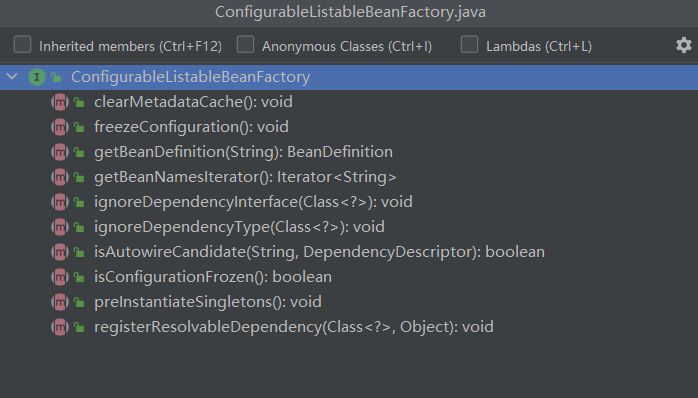 ConfigurableListableBeanFactory.java
Inherited members (Ctrl+F12) Anonymous Classes (Ctrl+I) Lambdas (Ctrl+L)
I ConfigurableListableBeanFactory
m clearMetadataCache(): void
m freezeConfiguration(): void
m getBeanDefinition(String): BeanDefinition
m getBeanNamesIterator(): Iterator<String>
m ignoreDependencyInterface(Class<?>): void
m ignoreDependencyType(Class<?>): void
m isAutowireCandidate(String, DependencyDescriptor): boolean
m isConfigurationFrozen(): boolean
m preInstantiateSingletons(): void
m registerResolvableDependency(Class<?>, Object): void